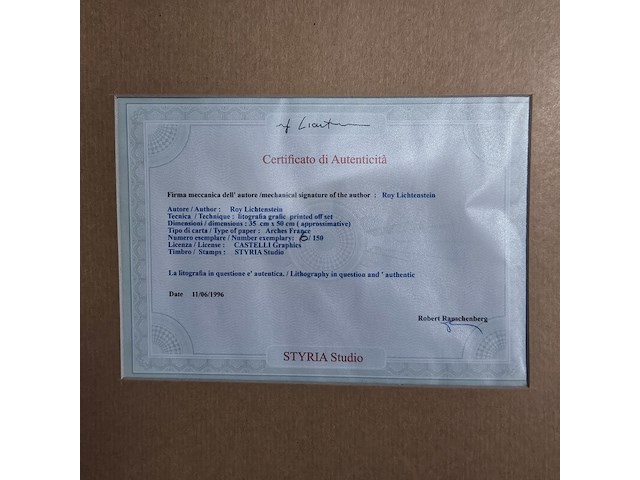 Certificato di Autenticità
Firma meccanica dell' autore /mechanical signature of the author : Roy Lichtenstein
Autore / Author : Roy Lichtenstein
Tecnica / Technique : litografia grafic printed off set
Dimensioni / dimensions : 35 cm x 50 cm ( approssimative)
Tipo di carta / Type of paper : Arches France
Numero esemplare / Number exemplary: / 150
Licenza / License : CASTELLI Graphics
Timbro / Stamps : STYRIA Studio
La litografia in questione e' autentica. / Lithography in question and ' authentic
Date 11/06/1996
Robert Rauschenberg
STYRIA Studio